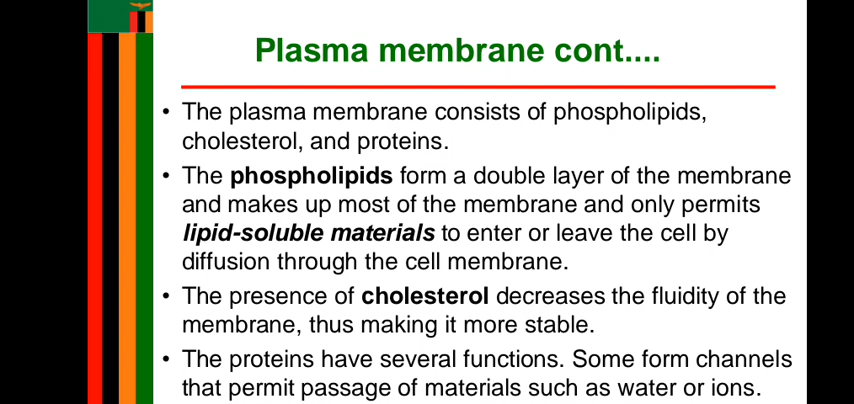 Plasma membrane cont....
• The plasma membrane consists of phospholipids,
cholesterol, and proteins.
• The phospholipids form a double layer of the membrane
and makes up most of the membrane and only permits
lipid-soluble materials to enter or leave the cell by
diffusion through the cell membrane.
• The presence of cholesterol decreases the fluidity of the
membrane, thus making it more stable.
• The proteins have several functions. Some form channels
that permit passage of materials such as water or ions.